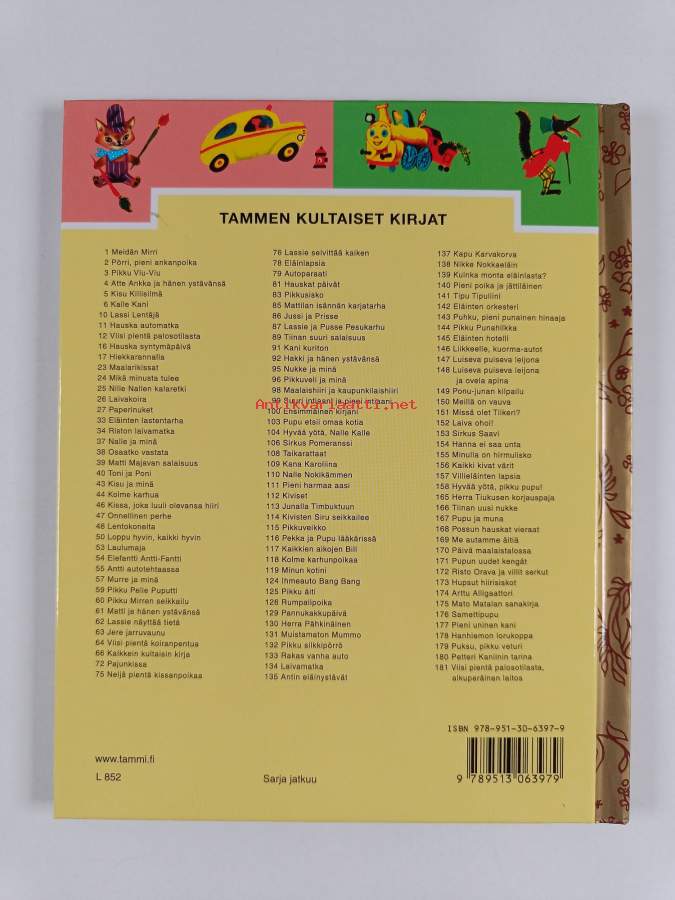 TAMMEN KULTAISET KIRJAT
1 Meidän Mirri
2 Pörri, pieni ankanpoika
3 Pikku Viu-Viu
4 Atte Ankka ja hänen ystävänsä
5 Kisu Killisilmä
6 Kalle Kani
10 Lassi Lentäjä
11 Hauska automatka
12 Viisi pientä palosotilasta
16 Hauska syntymäpäivä
17 Hiekkarannalla
23 Maalarikissat
24 Mikä minusta tulee
25 Nille Nallen kalaretki
26 Laivakoira
27 Paperinuket
33 Eläinten lastentarha
34 Riston laivamatka
37 Nalle ja minä
38 Osaatko vastata
39 Matti Majavan salaisuus
40 Toni ja Poni
43 Kisu ja minä
44 Kolme karhua
46 Kissa, joka luuli olevansa hiiri
47 Onnellinen perhe
48 Lentokoneita
50 Loppu hyvin, kaikki hyvin
53 Laulumaja
54 Elefantti Antti-Fantti
55 Antti autotehtaassa
57 Murre ja minä
59 Pikku Pelle Puputti
60 Pikku Mirren seikkailu
61 Matti ja hänen ystävänsä
62 Lassie näyttää tietä
63 Jere jarruvaunu
64 Viisi pientä koiranpentua
66 Kaikkein kultaisin kirja
72 Pajunkissa
75 Neljä pientä kissanpoikaa
76 Lassie selvittää kaiken
78 Eläinlapsia
79 Autoparaati
81 Hauskat päivät
83 Pikkusisko
85 Mattilan isännän karjatarha
86 Jussi ja Prisse
87 Lassie ja Pusse Pesukarhu
89 Tiinan suuri salaisuus
91 Kani kuriton
92 Hakki ja hänen ystävänsä
95 Nukke ja minä
96 Pikkuveli ja minä
98 Maalaishiiri ja kaupunkilaishiiri
99 Suuri intiaani ja pieni intiaani
100 Ensimmäinen kirjani
103 Pupu etsii omaa kotia
104 Hyvää yötä, Nalle Kalle
106 Sirkus Pomeranssi
108 Taikarattaat
109 Kana Karoliina
110 Nalle Nokikämmen
111 Pieni harmaa aasi
112 Kiviset
113 Junalla Timbuktuun
114 Kivisten Siru seikkailee
115 Pikkuveikko
116 Pekka ja Pupu lääkärissä
117 Kaikkien aikojen Bill
118 Kolme karhunpoikaa
119 Minun kotini
124 Ihmeauto Bang Bang
125 Pikku äiti
126 Rumpalipoika
129 Pannukakkupäivä
130 Herra Pähkinäinen
131 Muistamaton Mummo
132 Pikku silkkipörrö
133 Rakas vanha auto
134 Laivamatka
135 Antin eläinystävät
137 Kapu Karvakorva
138 Nikke Nokkaeläin
139 Kuinka monta eläinlasta?
140 Pieni poika ja jättiläinen
141 Tipu Tipuliini
142 Eläinten orkesteri
143 Puhku, pieni punainen hinaaja
144 Pikku Punahilkka
145 Eläinten hotelli
146 Liikkeelle, kuorma-autot
147 Luiseva puiseva leijona
148 Luiseva puiseva leijona
ja ovela apina
149 Ponu-junan kilpailu
150 Meillä on vauva
151 Missä olet Tiikeri?
152 Laiva ohoi!
153 Sirkus Saavi
154 Hanna ei saa unta
155 Minulla on hirmulisko
156 Kaikki kivat värit
157 Villieläinten lapsia
158 Hyvää yötä, pikku pupu!
165 Herra Tiukusen korjauspaja
166 Tiinan uusi nukke
167 Pupu ja muna
168 Possun hauskat vieraat
169 Me autamme äitiä
170 Päivä maalaistalossa
171 Pupun uudet kengät
172 Risto Orava ja villit serkut
173 Hupsut hiirisiskot
174 Arttu Alligaattori
175 Mato Matalan sanakirja
176 Samettipupu
177 Pieni uninen kani
178 Hanhiemon lorukoppa
179 Puksu, pikku veturi
180 Petteri Kaniinin tarina
181 Viisi pientä palosotilasta,
alkuperäinen laitos
Antikvariaatti.net
ISBN 978-951-30-6397-9
9 789513 063979
www.tammi.fi
L 852
Sarja jatkuu